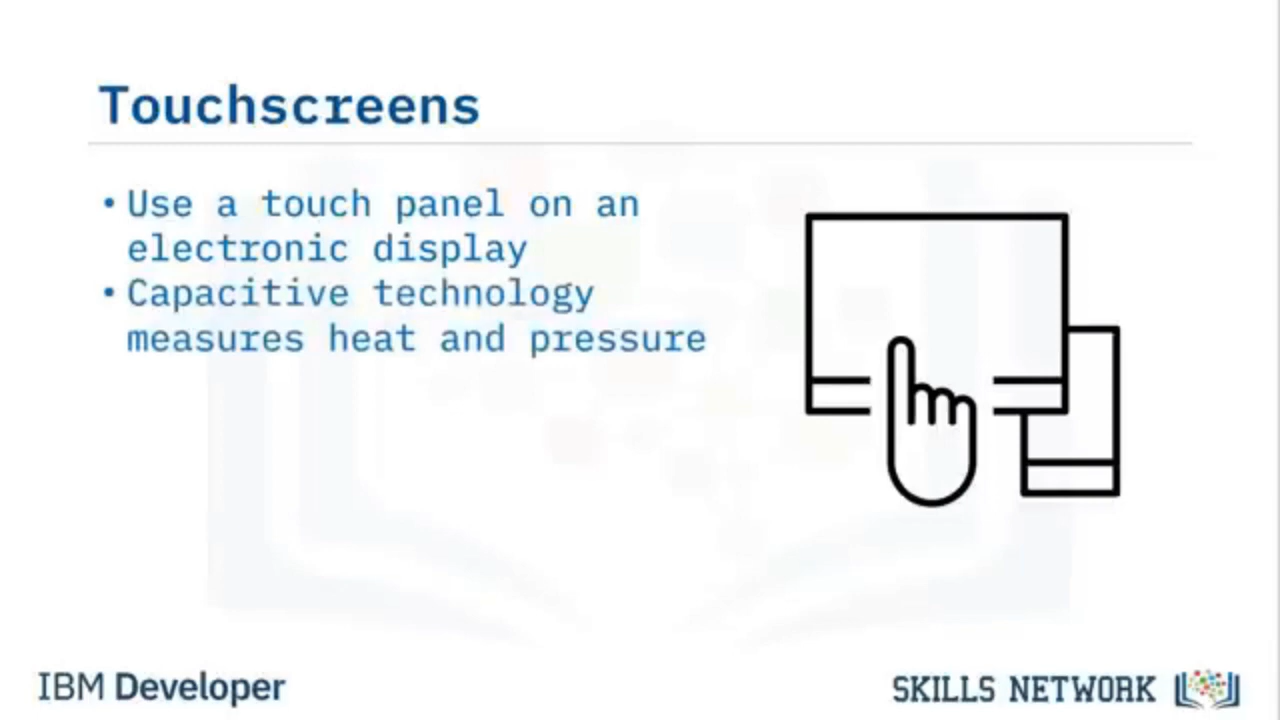 Touchscreens
• Use a touch panel on an
electronic display
• Capacitive technology
measures heat and pressure
IBM Developer
SKILLS NETWORK